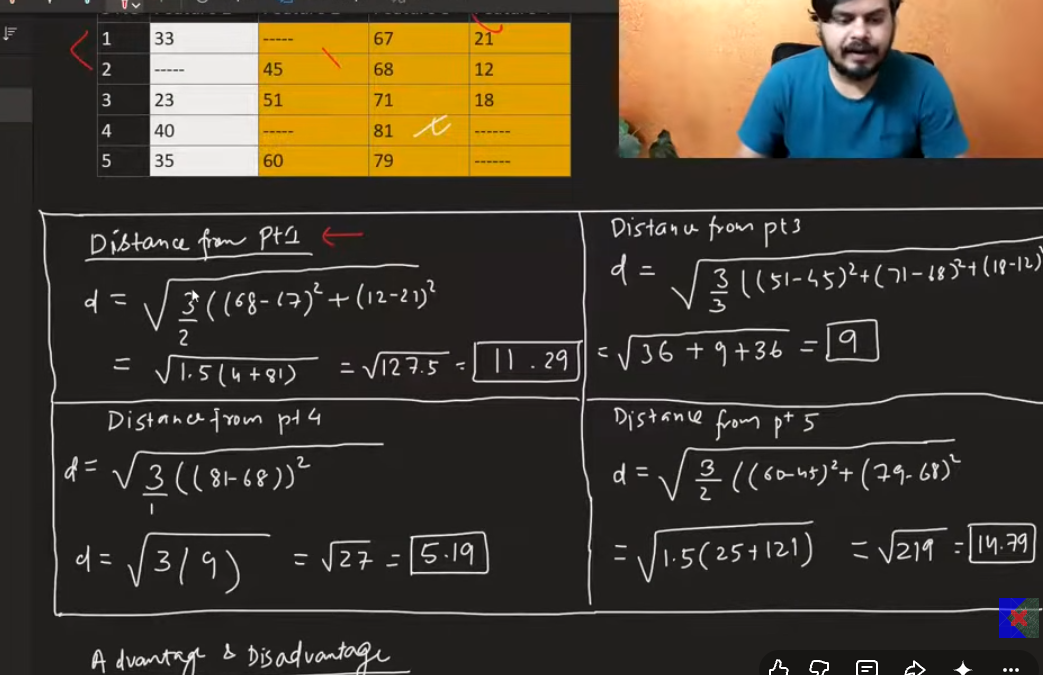 1 33 ----- 67 21
2 ----- 45 68 12
3 23 51 71 18
4 40 ----- 81 ------
5 35 60 79 ------
Distance from Pt1 ←
d = √3/2 ((68-67)² + (12-21)²
= √1.5(4+81) = √127.5 = 11.29
Distance from pt3
d = √3/3 ((51-45)²+(71-68)²+(18-12)²
= √36 + 9+36 = 9
Distance from pt4
d= √3/1 ((81-68))²
d= √3(9) = √27 = 5.19
Distance from pt 5
d= √3/2 ((60-45)²+(79-68)²
= √1.5(25+121) = √219 = 14.79
Advantage & Disadvantage